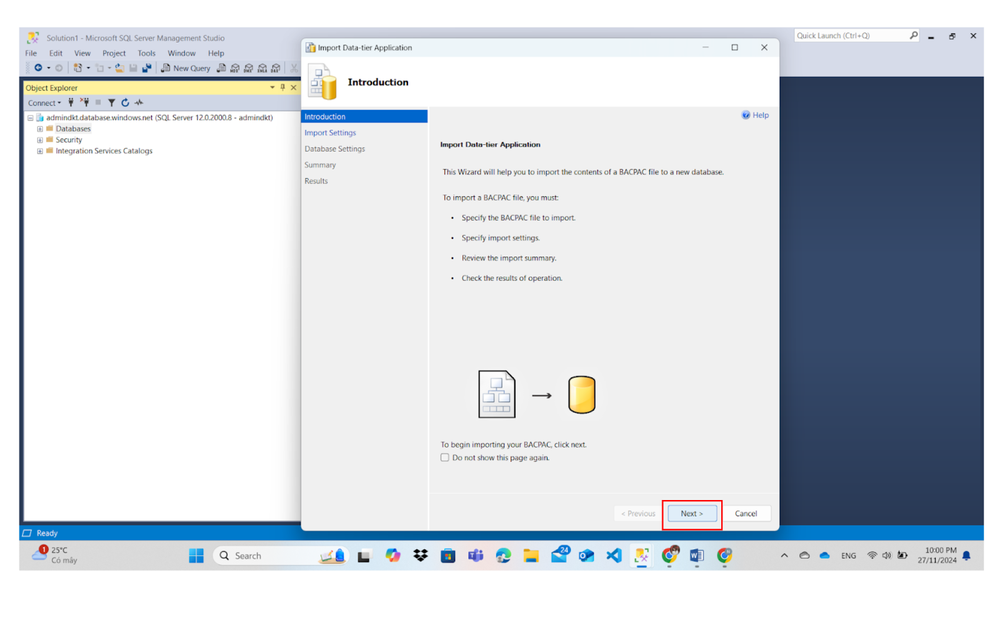 Solution1 - Microsoft SQL Server Management Studio
Quick Launch (Ctrl+Q)
File Edit View Project Tools Window Help
New Query
MDX DMX XMLA DAX
Object Explorer
Connect
admindkt.database.windows.net (SQL Server 12.0.2000.8 - admindkt)
Databases
Security
Integration Services Catalogs
Import Data-tier Application
Introduction
Introduction
Import Settings
Database Settings
Summary
Results
Help
Import Data-tier Application
This Wizard will help you to import the contents of a BACPAC file to a new database.
To import a BACPAC file, you must:
• Specify the BACPAC file to import.
• Specify import settings.
• Review the import summary.
• Check the results of operation.
To begin importing your BACPAC, click next.
Do not show this page again.
< Previous Next > Cancel
Ready
1
25°C
Có mây
Search
24
ENG
10:00 PM
27/11/2024